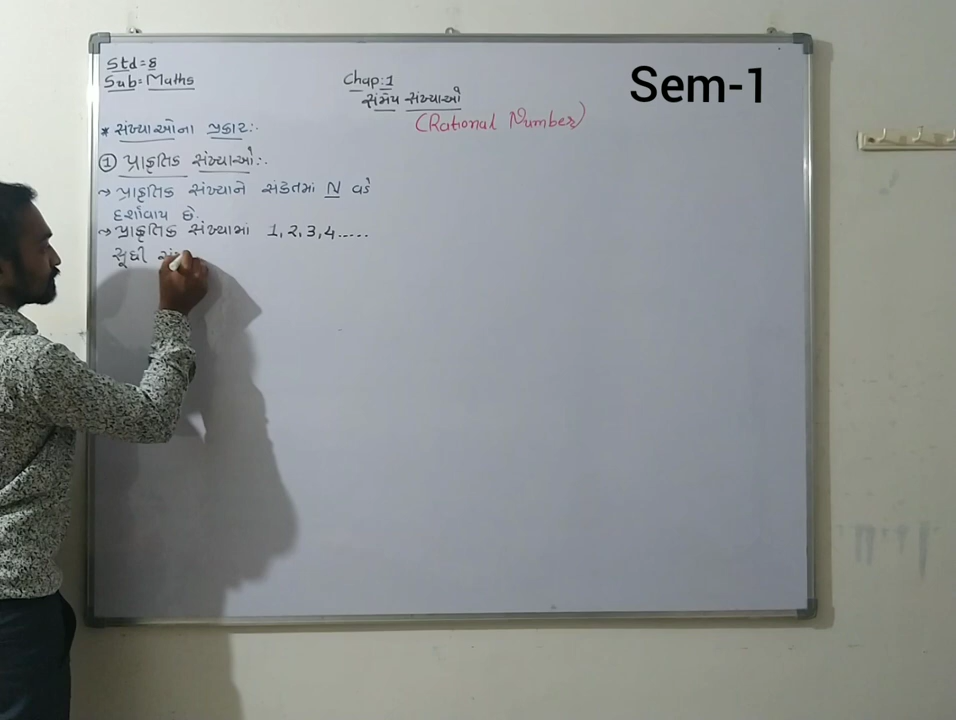 Std = 8
Sub= Maths
Chap:1
સંમેય સંખ્યાઓ
(Rational Number)
Sem-1
* સંખ્યાઓના પ્રકાર:-
① પ્રાકૃતિક સંખ્યાઓ:-
→ પ્રાકૃતિક સંખ્યાને સંકેતમાં N વડે
દર્શાવાય છે.
→ પ્રાકૃતિક સંખ્યામાં 1, 2, 3, 4.....
સૂધી